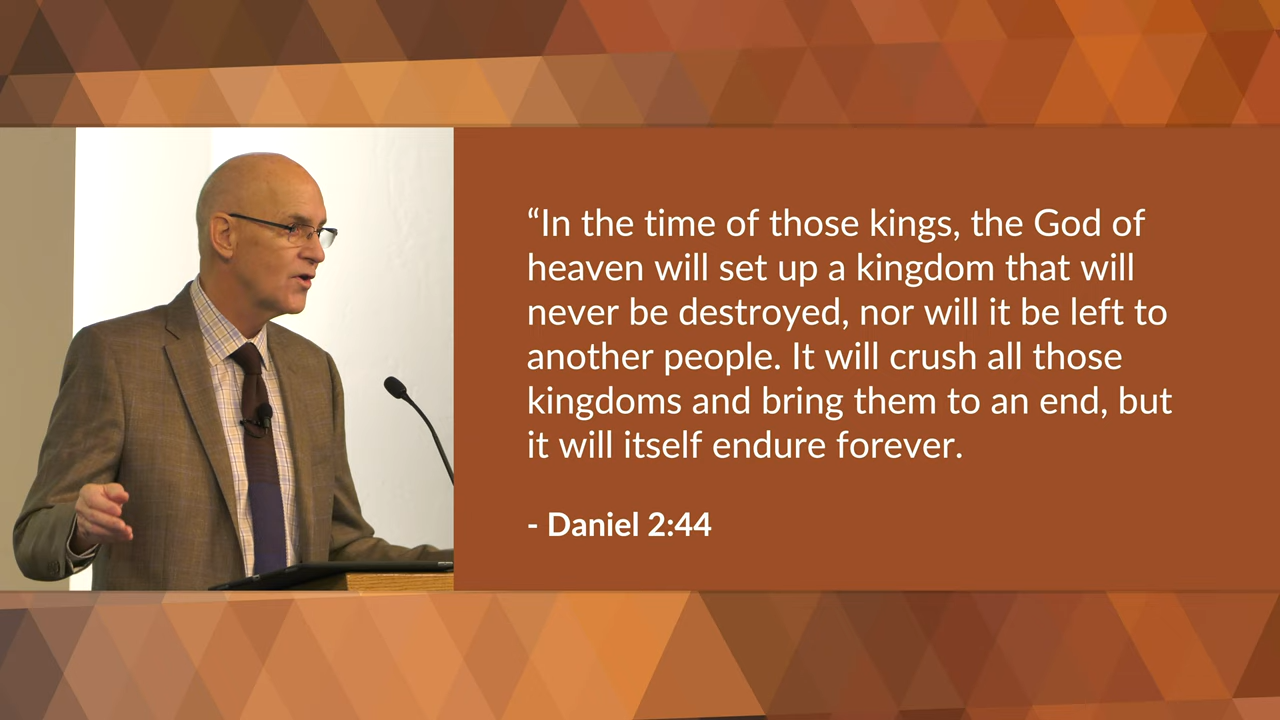 “In the time of those kings, the God of
heaven will set up a kingdom that will
never be destroyed, nor will it be left to
another people. It will crush all those
kingdoms and bring them to an end, but
it will itself endure forever.
- Daniel 2:44